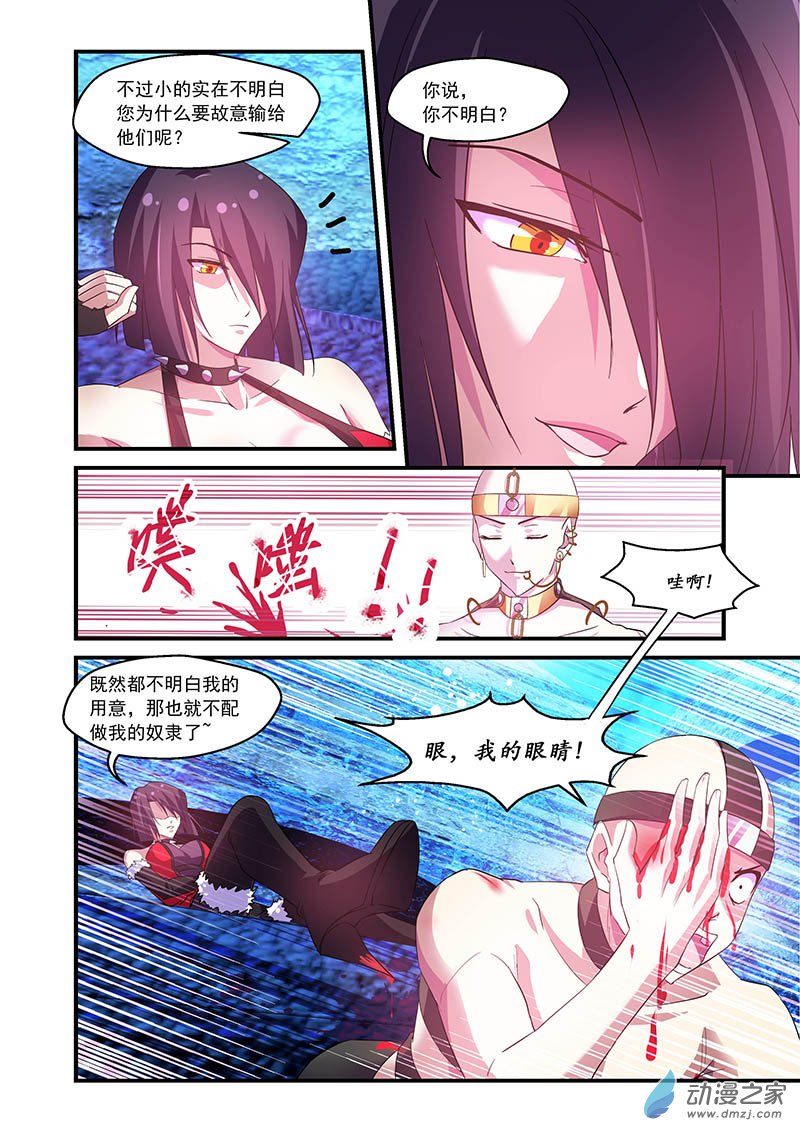 不过小的实在不明白
您为什么要故意输给
他们呢？
你说，
你不明白？
噗嗤！！
哇啊！
既然都不明白我的
用意，那也就不配
做我的奴隶了~
眼，我的眼睛！
动漫之家
www.dmzj.com